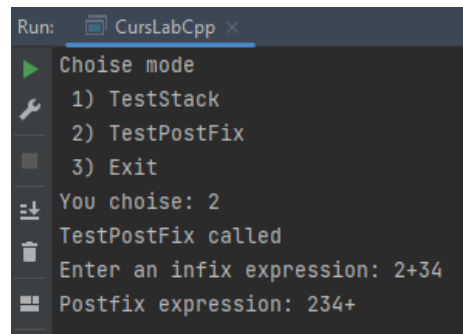 Run: CursLabCpp ×
Choise mode
1) TestStack
2) TestPostFix
3) Exit
You choise: 2
TestPostFix called
Enter an infix expression: 2+34
Postfix expression: 234+